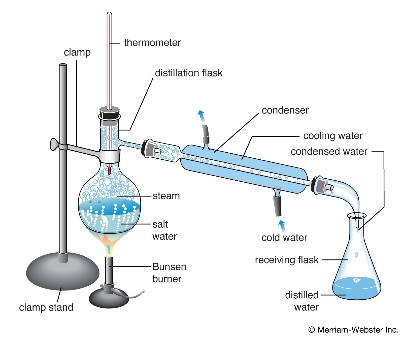 thermometer
clamp
distillation flask
condenser
cooling water
condensed water
steam
salt
water
cold water
Bunsen
burner
receiving flask
clamp stand
distilled
water
© Merriam-Webster Inc.